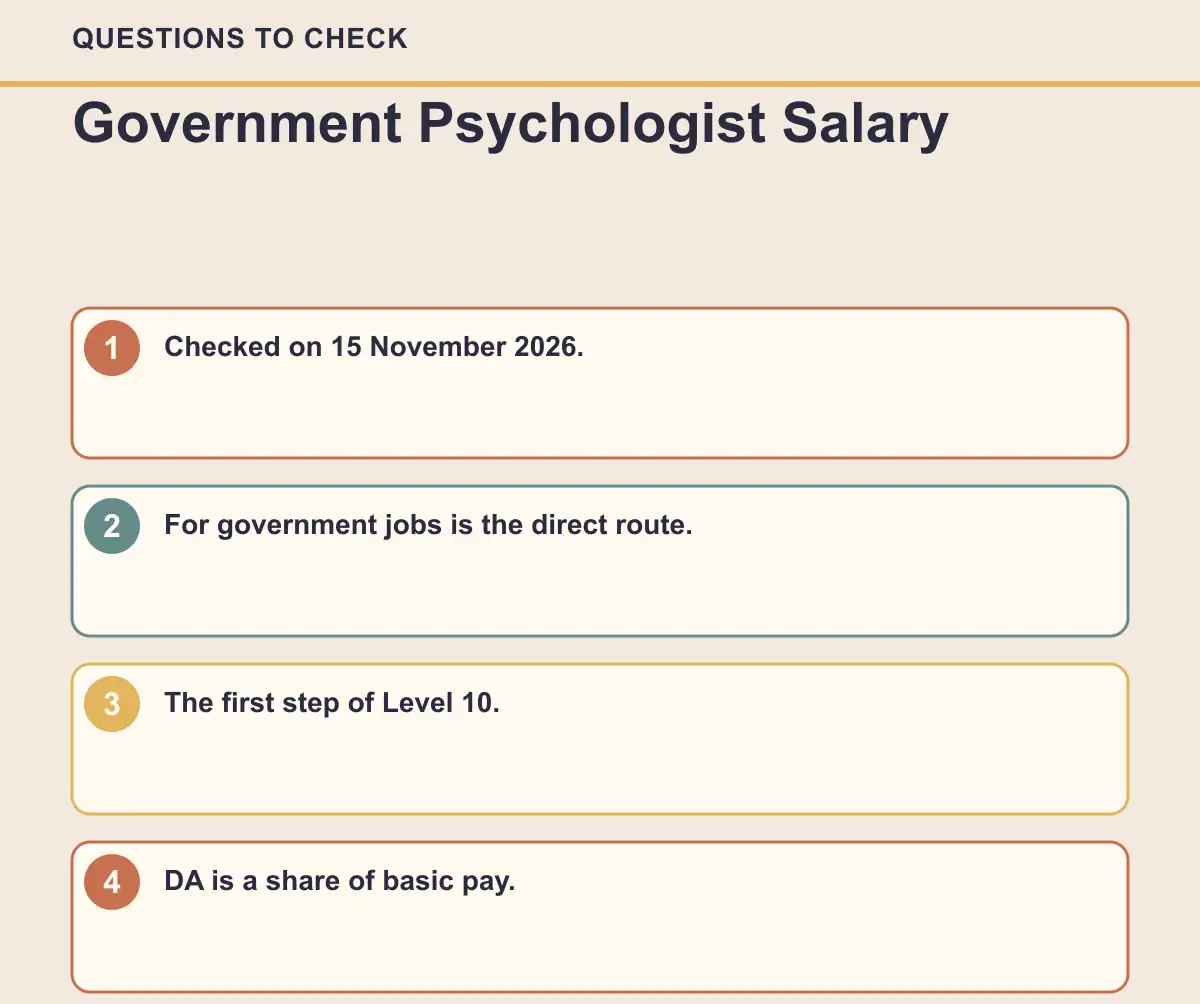 QUESTIONS TO CHECK
Government Psychologist Salary
1 Checked on 15 November 2026.
2 For government jobs is the direct route.
3 The first step of Level 10.
4 DA is a share of basic pay.